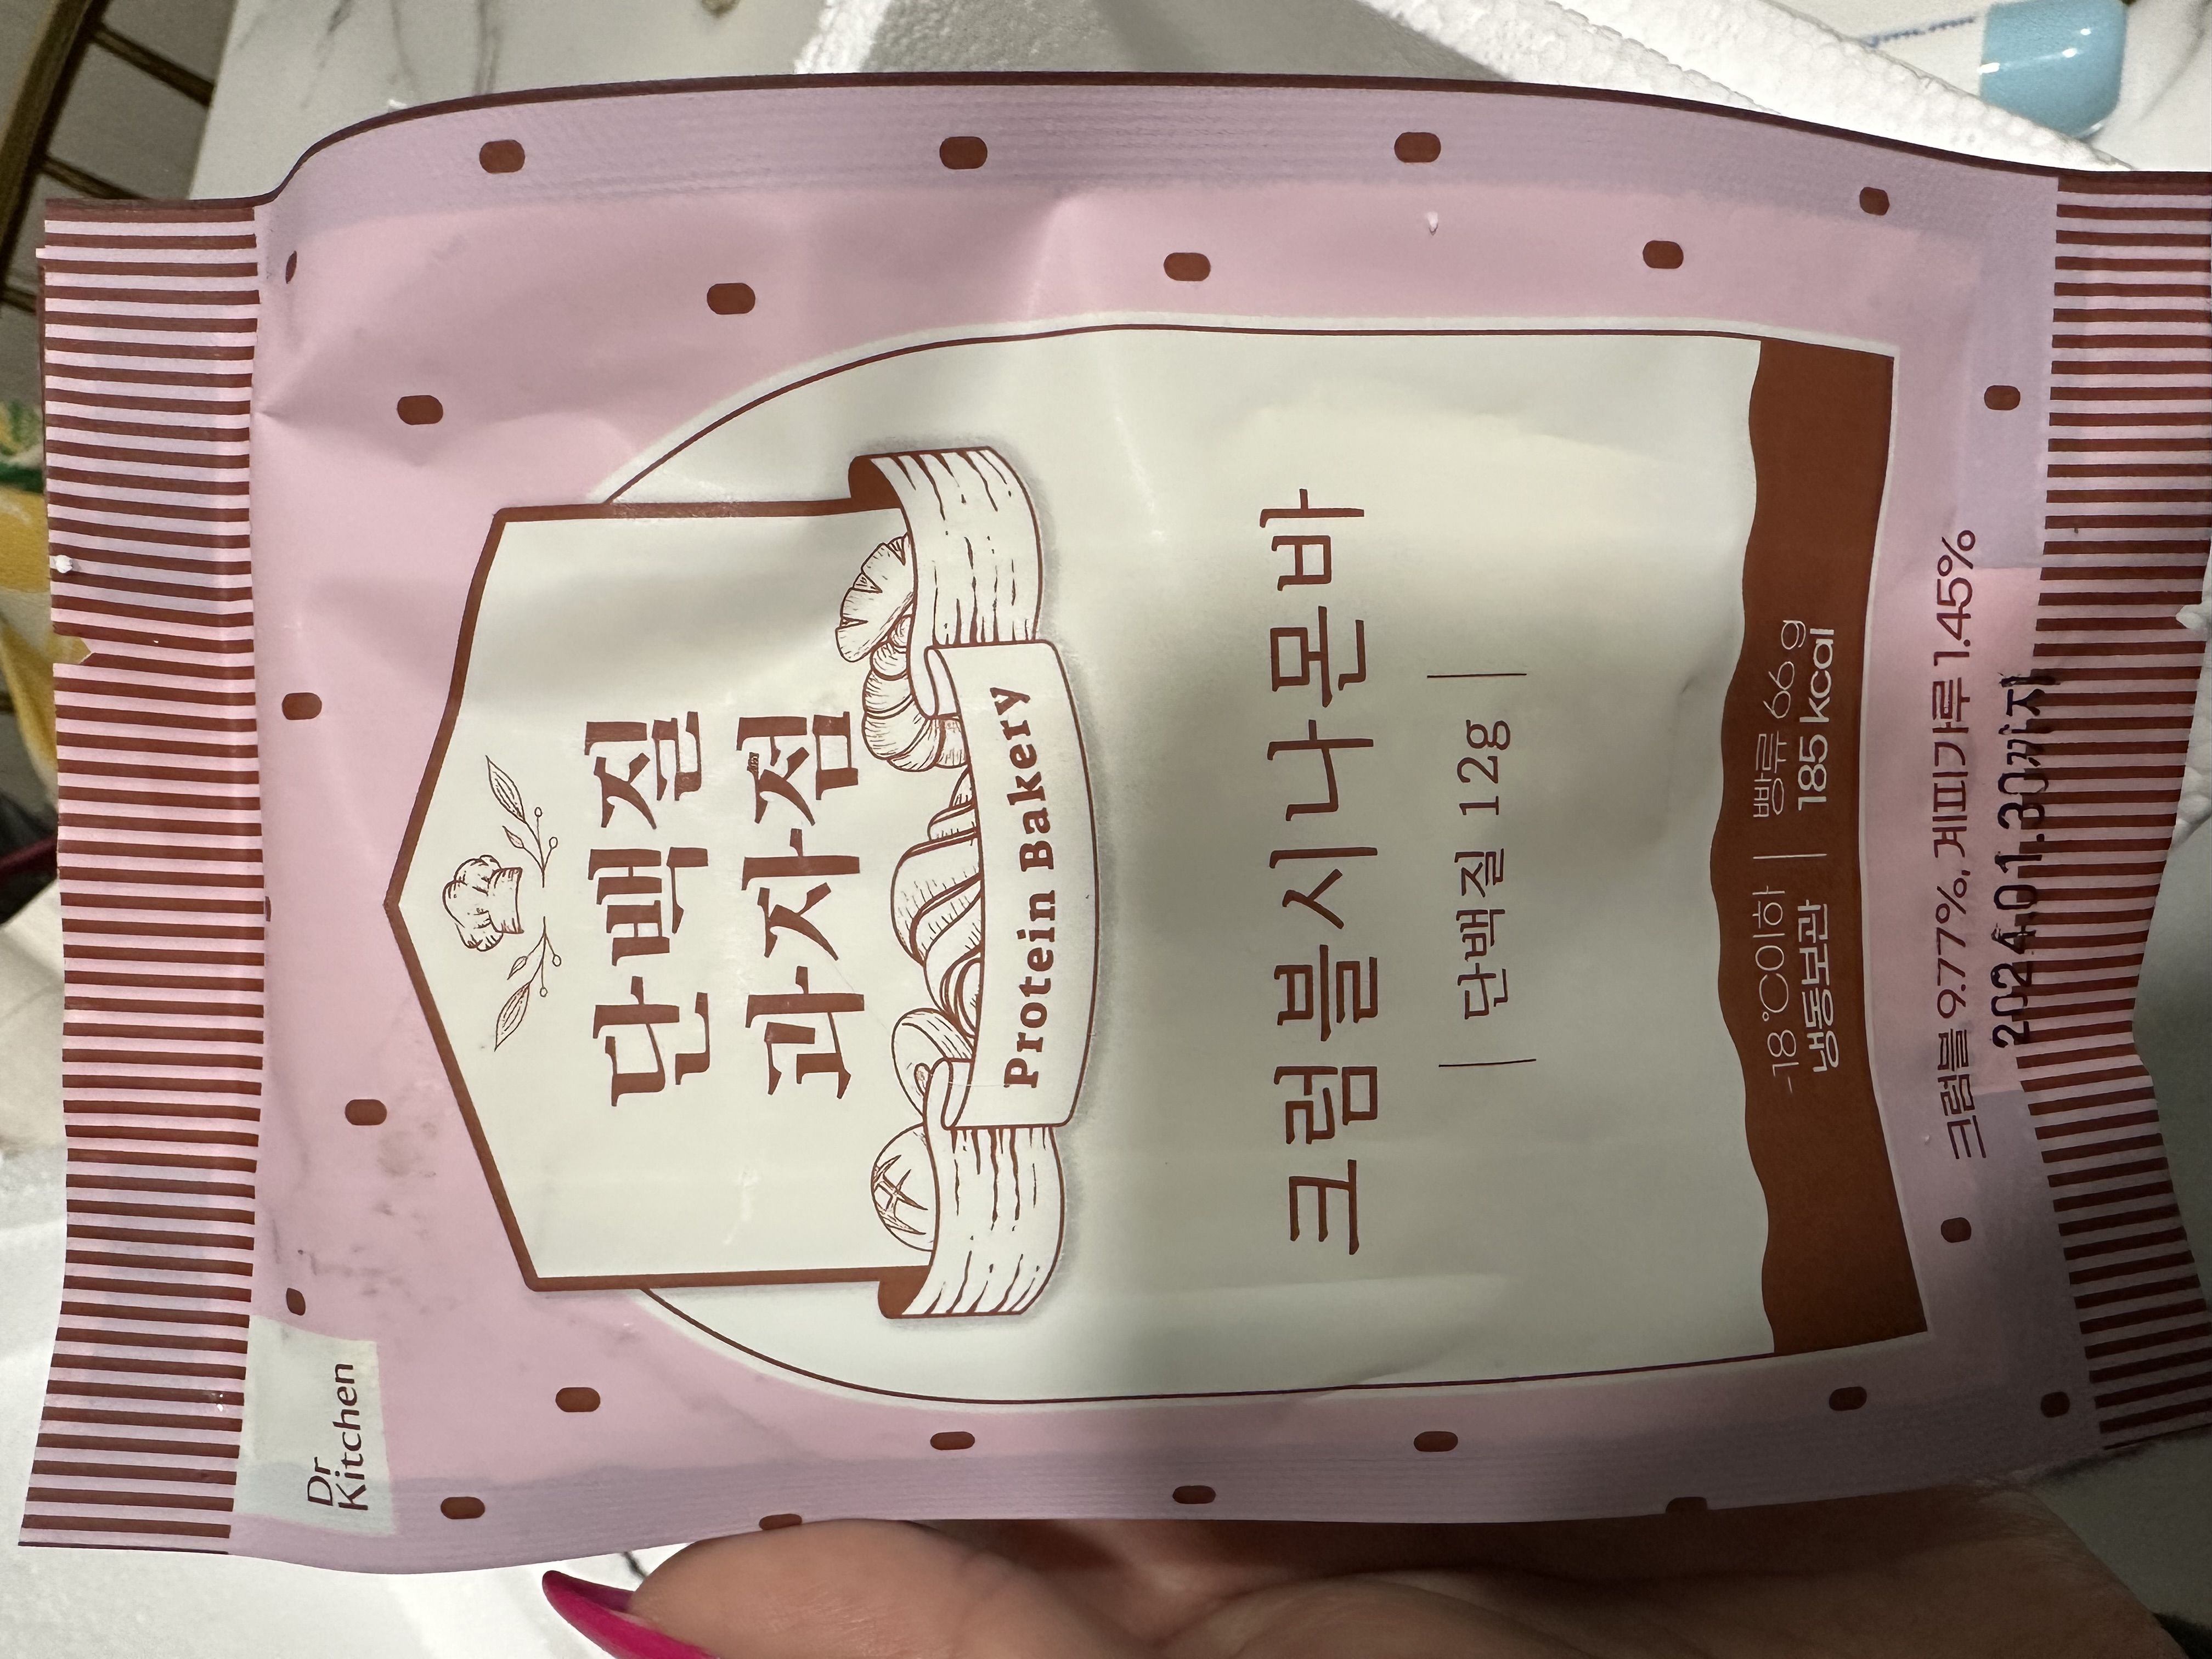 Dr
Kitchen
단백질
과자점
Protein Bakery
크럼블시나몬바
단백질 12g
-18℃이하 | 빵류 66 g
냉동보관 | 185 kcal
크럼블 9.77%, 계피가루 1.45%
2024.01.30까지